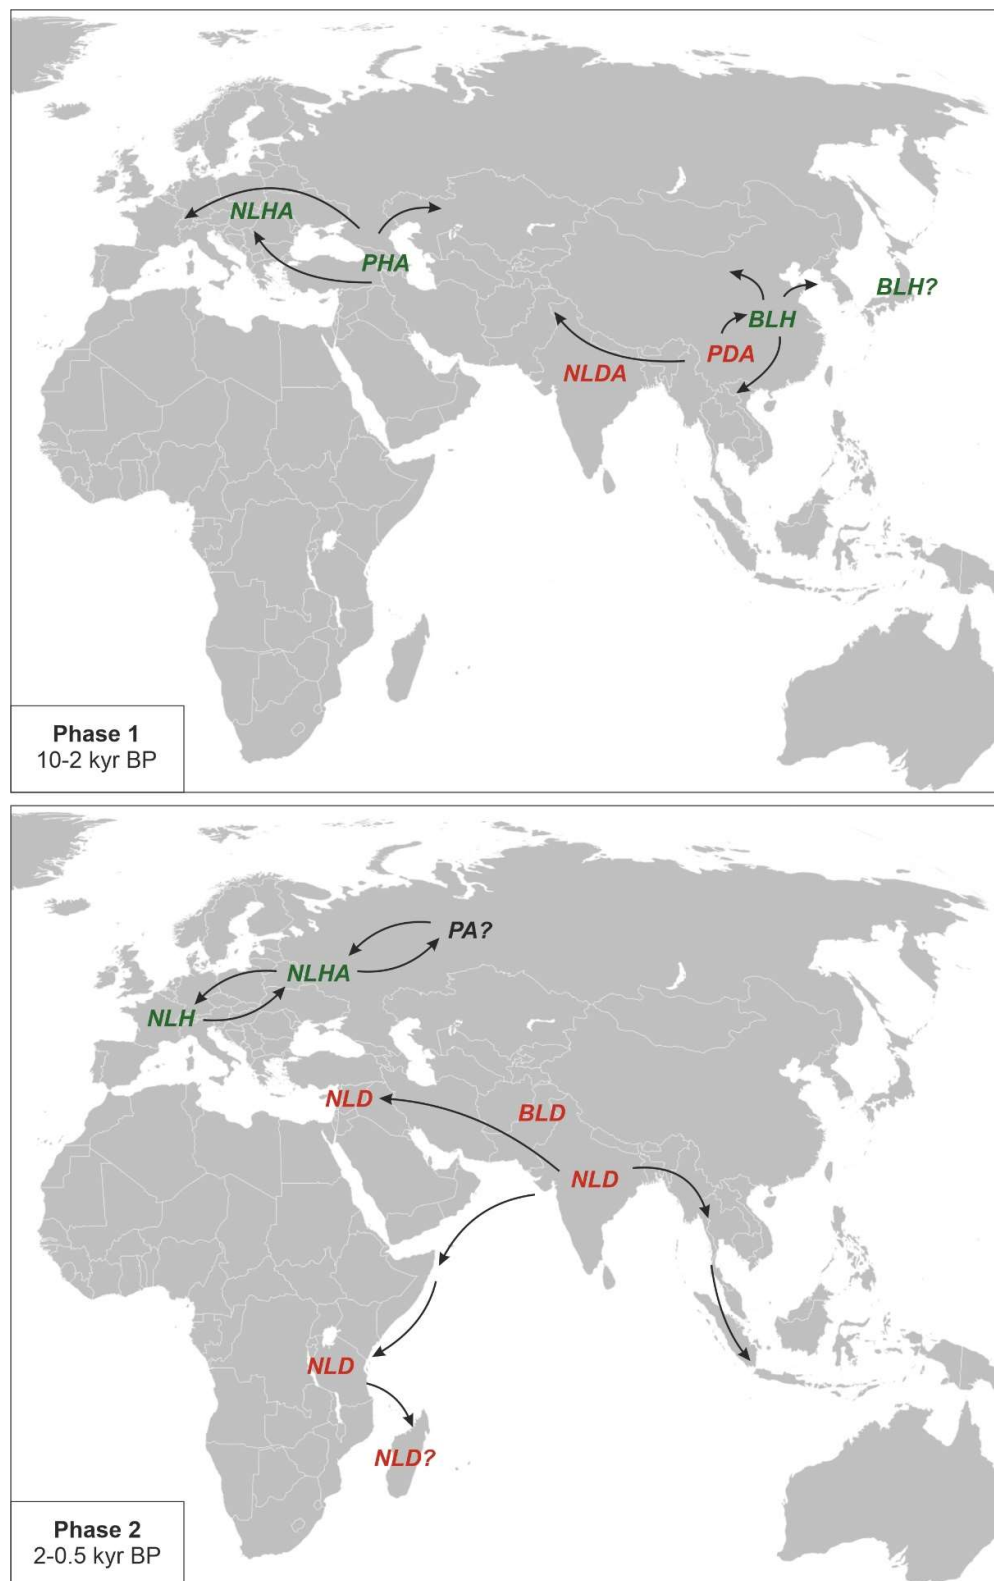 NLHA
PHA
BLH?
BLH
PDA
NLDA
Phase 1
10-2 kyr BP
PA?
NLHA
NLH
NLD
BLD
NLD
NLD
NLD?
Phase 2
2-0.5 kyr BP